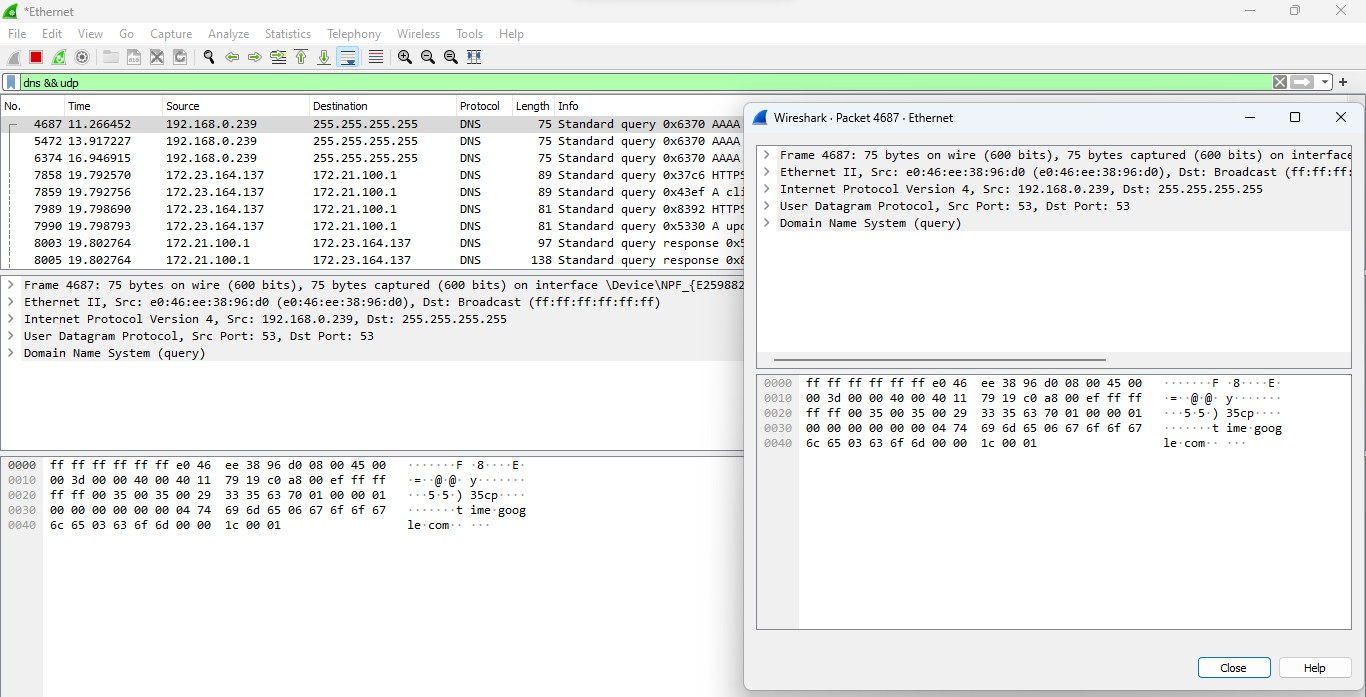 *Ethernet
File Edit View Go Capture Analyze Statistics Telephony Wireless Tools Help
dns && udp
No. Time Source Destination Protocol Length Info
4687 11.266452 192.168.0.239 255.255.255.255 DNS 75 Standard query 0x6370 AAAA
5472 13.917227 192.168.0.239 255.255.255.255 DNS 75 Standard query 0x6370 AAAA
6374 16.946915 192.168.0.239 255.255.255.255 DNS 75 Standard query 0x6370 AAAA
7858 19.792570 172.23.164.137 172.21.100.1 DNS 89 Standard query 0x37c6 HTTPS
7859 19.792756 172.23.164.137 172.21.100.1 DNS 89 Standard query 0x43ef A cli
7989 19.798690 172.23.164.137 172.21.100.1 DNS 81 Standard query 0x8392 HTTPS
7990 19.798793 172.23.164.137 172.21.100.1 DNS 81 Standard query 0x5330 A upd
8003 19.802764 172.21.100.1 172.23.164.137 DNS 97 Standard query response 0x5
8005 19.802764 172.21.100.1 172.23.164.137 DNS 138 Standard query response 0x8
Frame 4687: 75 bytes on wire (600 bits), 75 bytes captured (600 bits) on interface \Device\NPF_{E259882
Ethernet II, Src: e0:46:ee:38:96:d0 (e0:46:ee:38:96:d0), Dst: Broadcast (ff:ff:ff:ff:ff:ff)
Internet Protocol Version 4, Src: 192.168.0.239, Dst: 255.255.255.255
User Datagram Protocol, Src Port: 53, Dst Port: 53
Domain Name System (query)
0000 ff ff ff ff ff ff e0 46 ee 38 96 d0 08 00 45 00 ·······F ·8····E·
0010 00 3d 00 00 40 00 40 11 79 19 c0 a8 00 ef ff ff ·=··@·@· y·······
0020 ff ff 00 35 00 35 00 29 33 35 63 70 01 00 00 01 ···5·5·) 35cp····
0030 00 00 00 00 00 00 04 74 69 6d 65 06 67 6f 6f 67 ·······t ime·goog
0040 6c 65 03 63 6f 6d 00 00 1c 00 01 le·com·· ···
Wireshark · Packet 4687 · Ethernet
Frame 4687: 75 bytes on wire (600 bits), 75 bytes captured (600 bits) on interface
Ethernet II, Src: e0:46:ee:38:96:d0 (e0:46:ee:38:96:d0), Dst: Broadcast (ff:ff:ff:
Internet Protocol Version 4, Src: 192.168.0.239, Dst: 255.255.255.255
User Datagram Protocol, Src Port: 53, Dst Port: 53
Domain Name System (query)
0000 ff ff ff ff ff ff e0 46 ee 38 96 d0 08 00 45 00 ·······F ·8····E·
0010 00 3d 00 00 40 00 40 11 79 19 c0 a8 00 ef ff ff ·=··@·@· y·······
0020 ff ff 00 35 00 35 00 29 33 35 63 70 01 00 00 01 ···5·5·) 35cp····
0030 00 00 00 00 00 00 04 74 69 6d 65 06 67 6f 6f 67 ·······t ime·goog
0040 6c 65 03 63 6f 6d 00 00 1c 00 01 le·com·· ···
Close Help